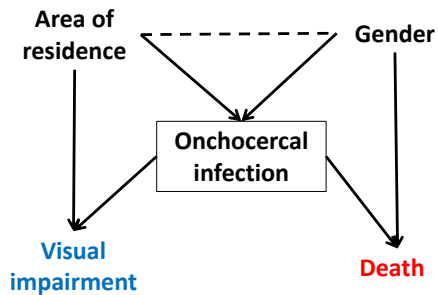 Area of
residence
Gender
Onchocercal
infection
Visual
impairment
Death